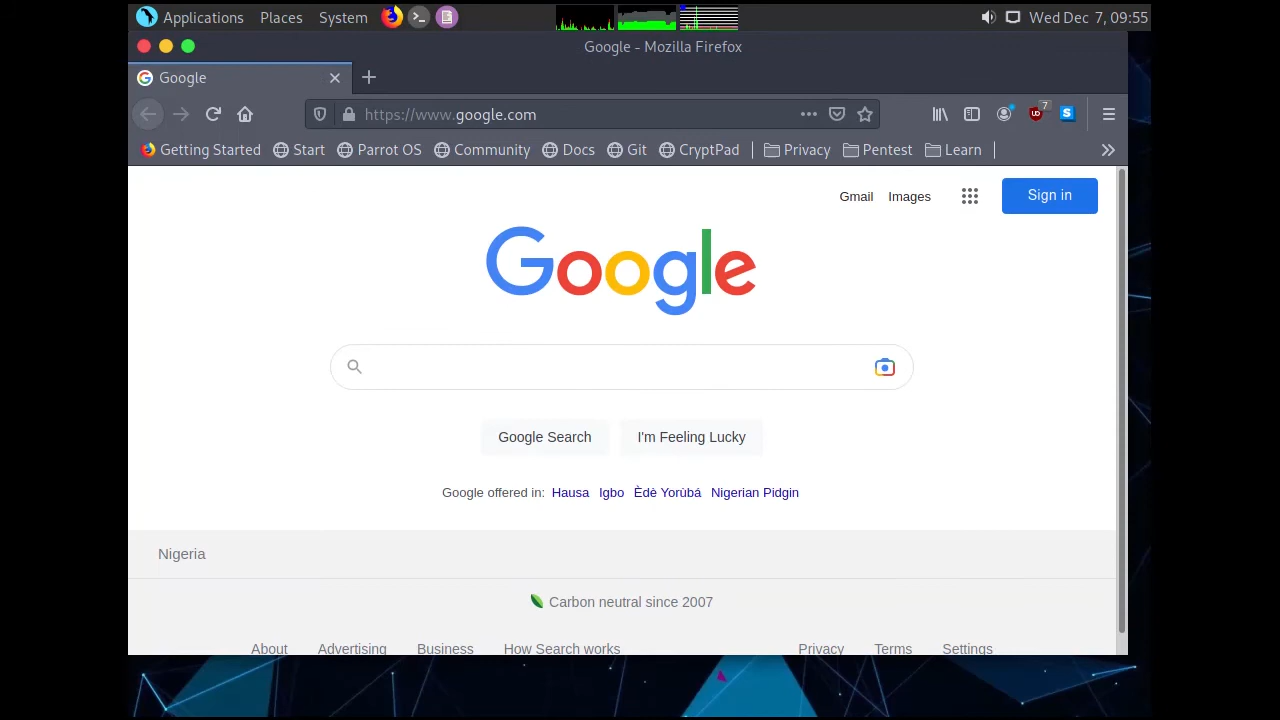 Applications Places System Wed Dec 7, 09:55
Google - Mozilla Firefox
Google
https://www.google.com 7 S
Getting Started Start Parrot OS Community Docs Git CryptPad Privacy Pentest Learn
Gmail Images Sign in
Google
Google Search I'm Feeling Lucky
Google offered in: Hausa Igbo Èdè Yorùbá Nigerian Pidgin
Nigeria
Carbon neutral since 2007
About Advertising Business How Search works Privacy Terms Settings